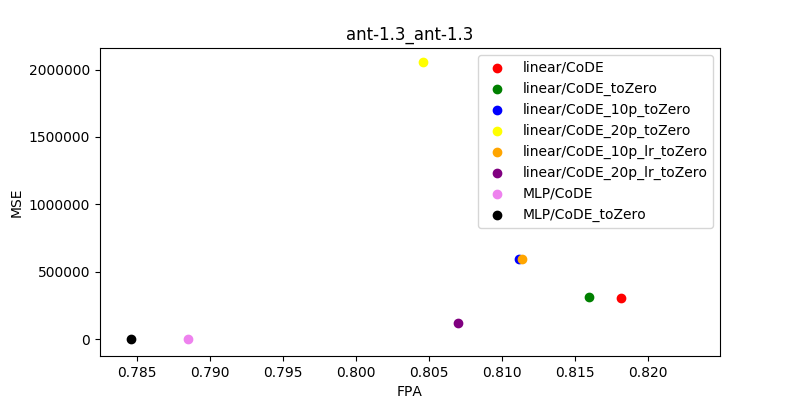 ant-1.3_ant-1.3
MSE
2000000
1500000
1000000
500000
0
linear/CoDE
linear/CoDE_toZero
linear/CoDE_10p_toZero
linear/CoDE_20p_toZero
linear/CoDE_10p_lr_toZero
linear/CoDE_20p_lr_toZero
MLP/CoDE
MLP/CoDE_toZero
0.785 0.790 0.795 0.800 0.805 0.810 0.815 0.820
FPA